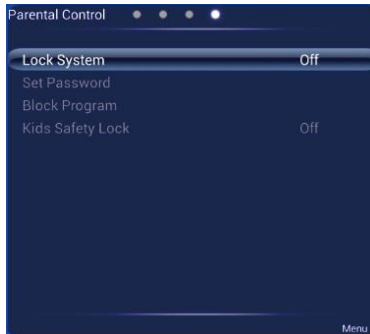 Parental Control
Lock System Off
Set Password
Block Program
Kids Safety Lock Off
Menu